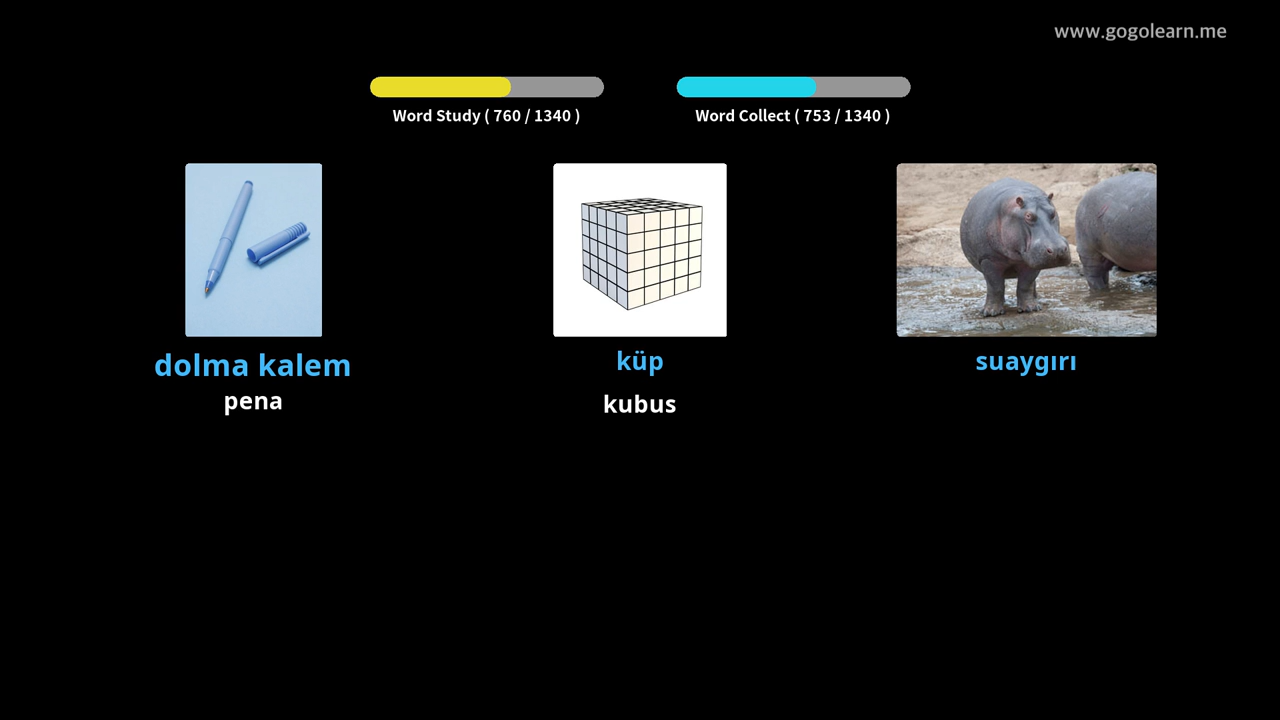 www.gogolearn.me
Word Study ( 760 / 1340 )
Word Collect ( 753 / 1340 )
dolma kalem
pena
küp
kubus
suaygırı